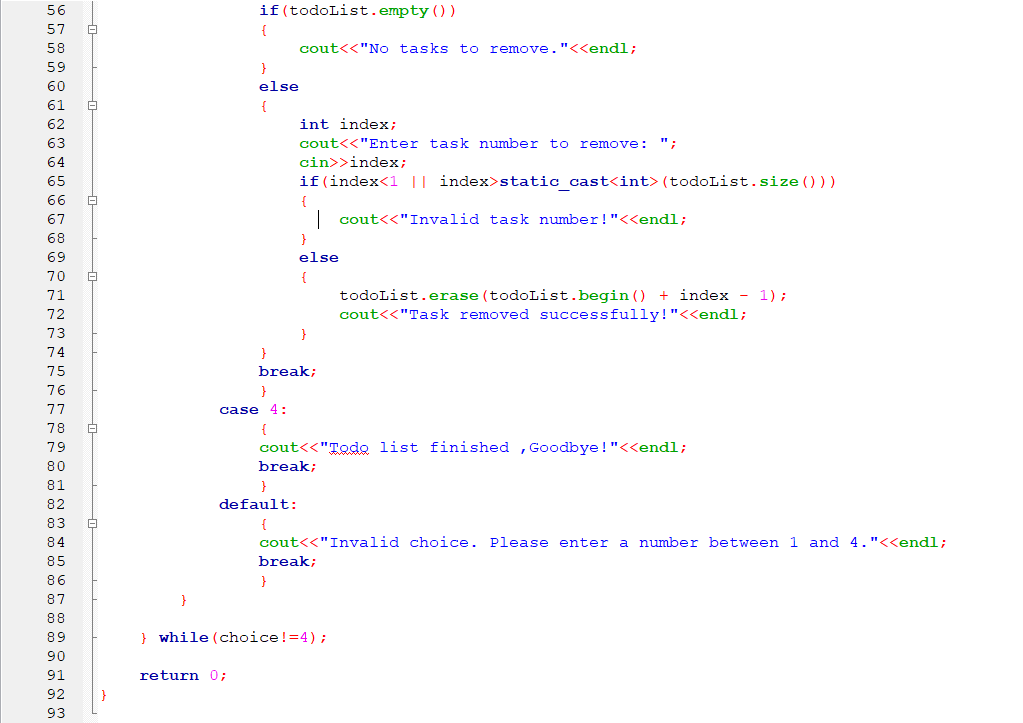 56 if(todoList.empty())
57 {
58 cout<<"No tasks to remove."<<endl;
59 }
60 else
61 {
62 int index;
63 cout<<"Enter task number to remove: ";
64 cin>>index;
65 if(index<1 || index>static_cast<int>(todoList.size()))
66 {
67 cout<<"Invalid task number!"<<endl;
68 }
69 else
70 {
71 todoList.erase(todoList.begin() + index - 1);
72 cout<<"Task removed successfully!"<<endl;
73 }
74 }
75 break;
76 }
77 case 4:
78 {
79 cout<<"Todo list finished ,Goodbye!"<<endl;
80 break;
81 }
82 default:
83 {
84 cout<<"Invalid choice. Please enter a number between 1 and 4."<<endl;
85 break;
86 }
87 }
88
89 } while(choice!=4);
90
91 return 0;
92 }
93